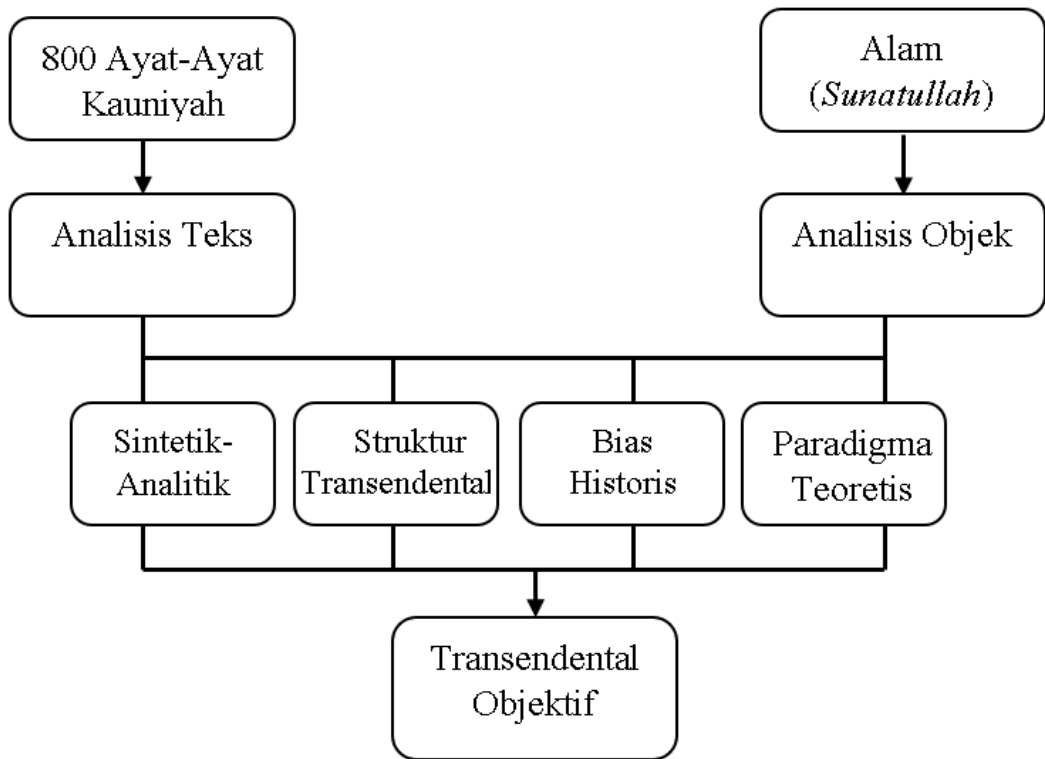 800 Ayat-Ayat
Kauniyah
Alam
(Sunatullah)
Analisis Teks
Analisis Objek
Sintetik-
Analitik
Struktur
Transendental
Bias
Historis
Paradigma
Teoretis
Transendental
Objektif